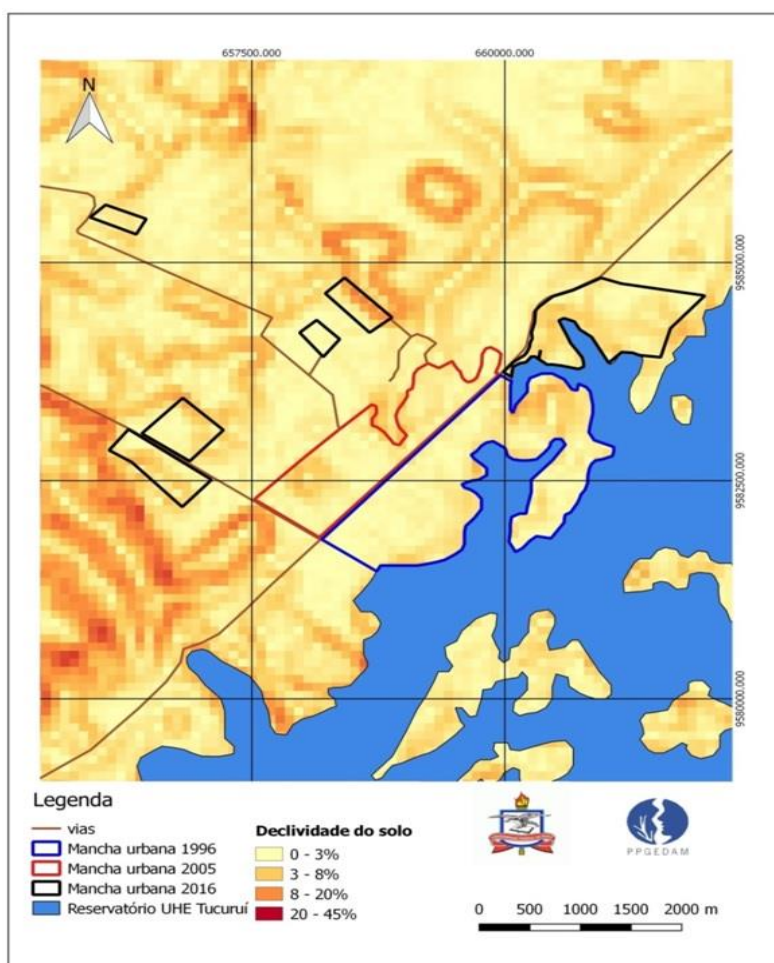 657500.000
660000.000
N
9585000.000
9582500.000
9580000.000
Legenda
vias
Mancha urbana 1996
Mancha urbana 2005
Mancha urbana 2016
Reservatório UHE Tucuruí
Declividade do solo
0 - 3%
3 - 8%
8 - 20%
20 - 45%
PPGEDAM
0 500 1000 1500 2000 m